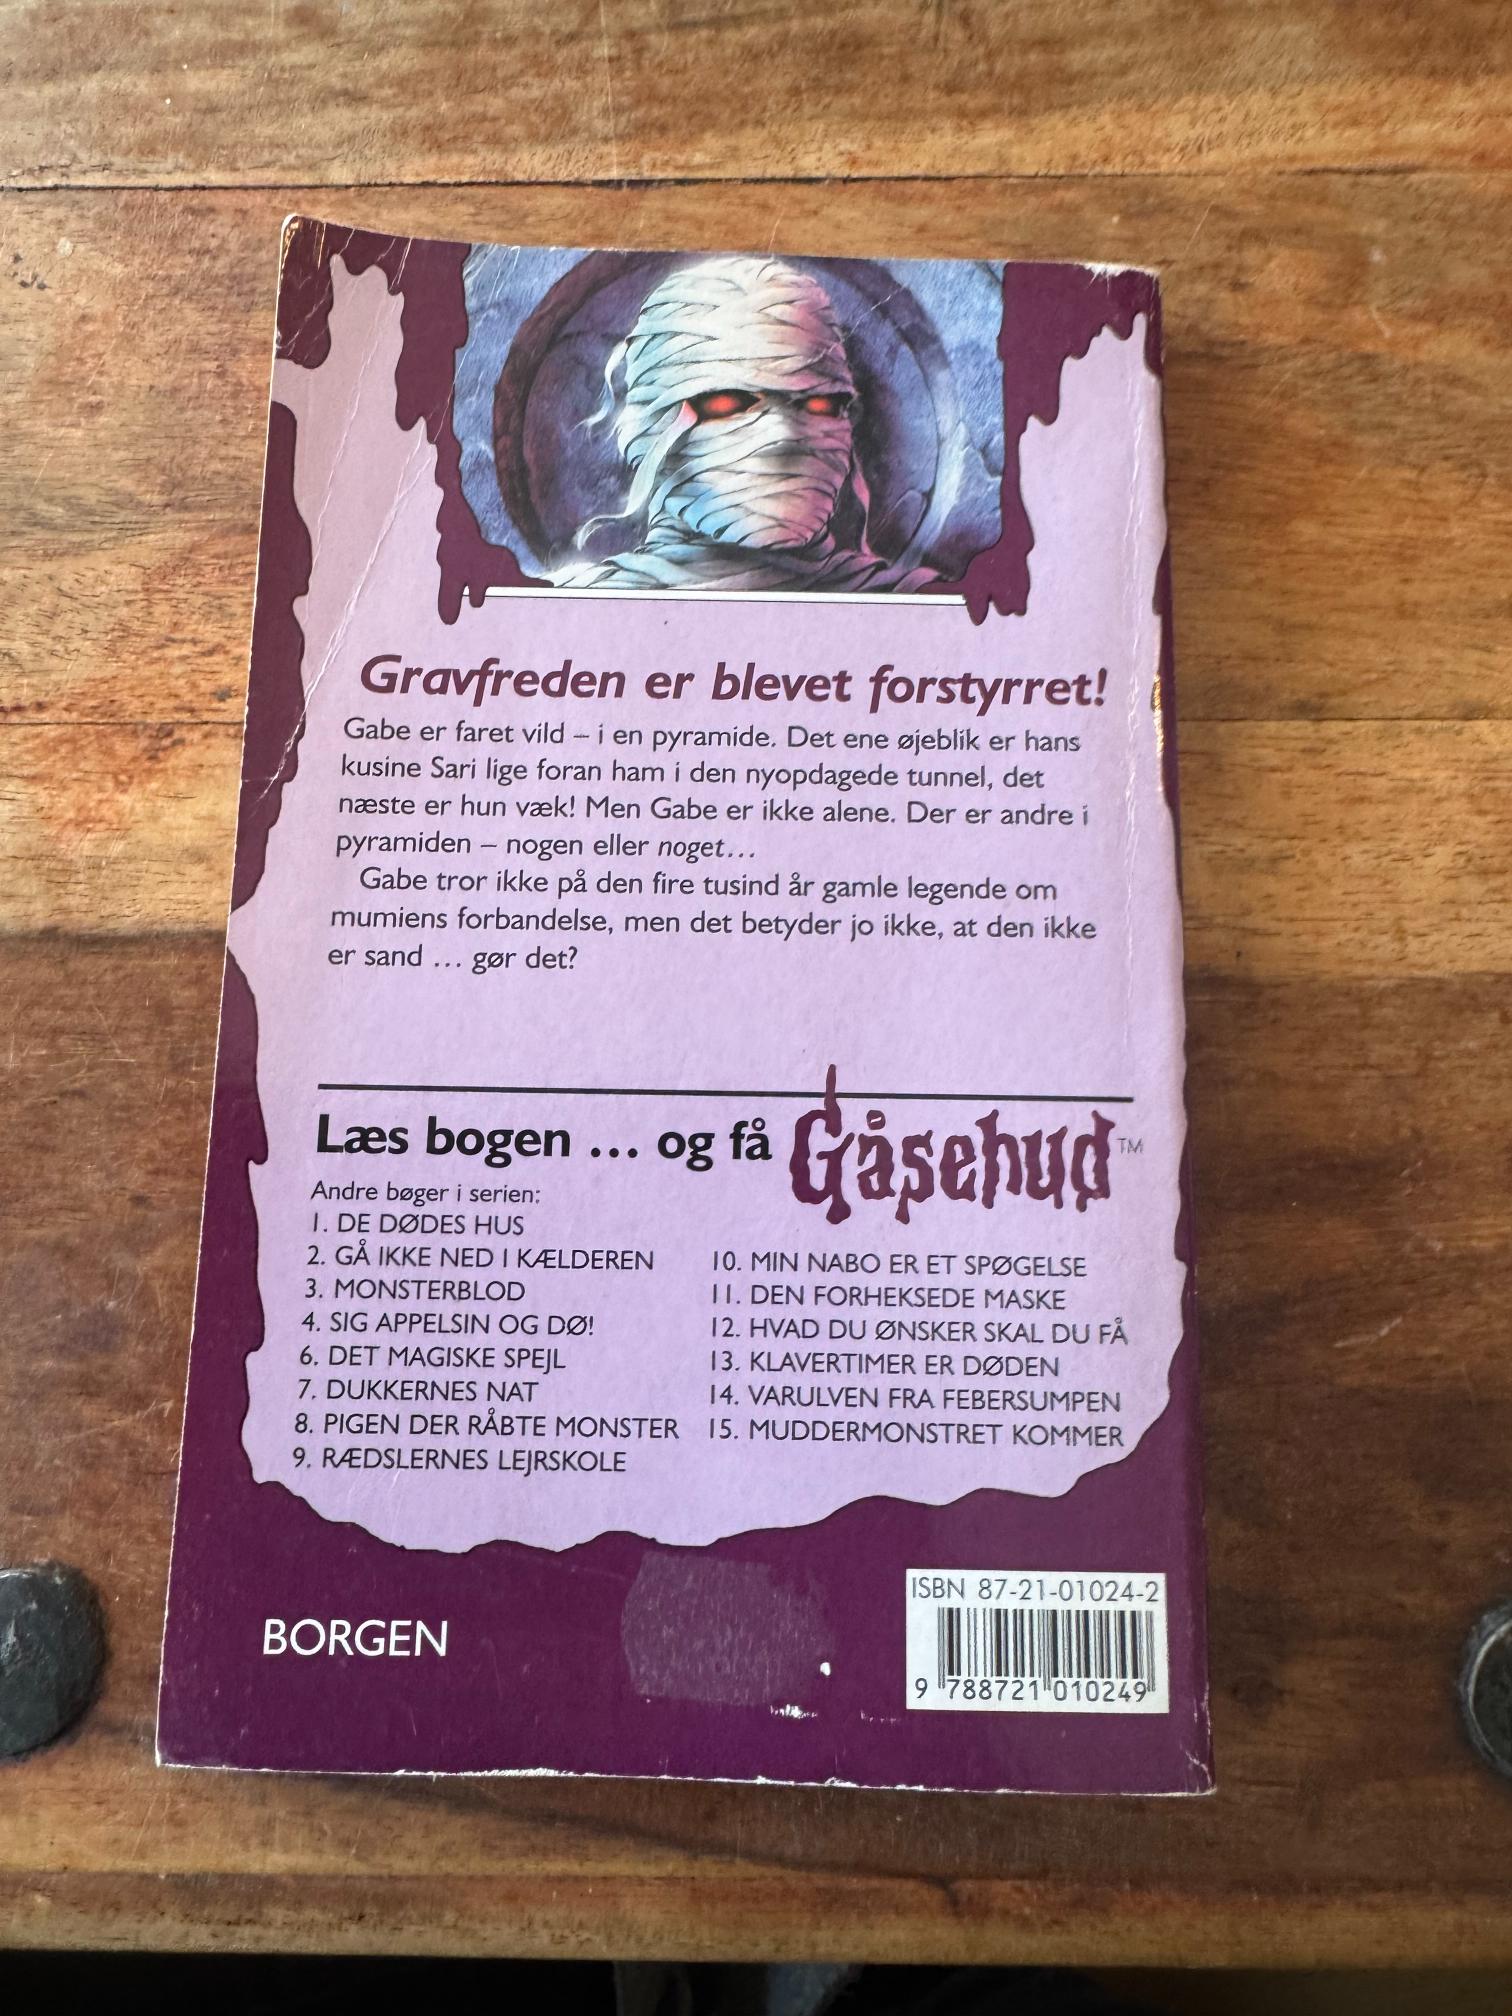 Gravfreden er blevet forstyrret!
Gabe er faret vild – i en pyramide. Det ene øjeblik er hans
kusine Sari lige foran ham i den nyopdagede tunnel, det
næste er hun væk! Men Gabe er ikke alene. Der er andre i
pyramiden – nogen eller noget…
Gabe tror ikke på den fire tusind år gamle legende om
mumiens forbandelse, men det betyder jo ikke, at den ikke
er sand … gør det?
Læs bogen … og få Gåsehud™
Andre bøger i serien:
1. DE DØDES HUS
2. GÅ IKKE NED I KÆLDEREN
3. MONSTERBLOD
4. SIG APPELSIN OG DØ!
6. DET MAGISKE SPEJL
7. DUKKERNES NAT
8. PIGEN DER RÅBTE MONSTER
9. RÆDSLERNES LEJRSKOLE
10. MIN NABO ER ET SPØGELSE
11. DEN FORHEKSEDE MASKE
12. HVAD DU ØNSKER SKAL DU FÅ
13. KLAVERTIMER ER DØDEN
14. VARULVEN FRA FEBERSUMPEN
15. MUDDERMONSTRET KOMMER
BORGEN
ISBN 87-21-01024-2
9 788721 010249